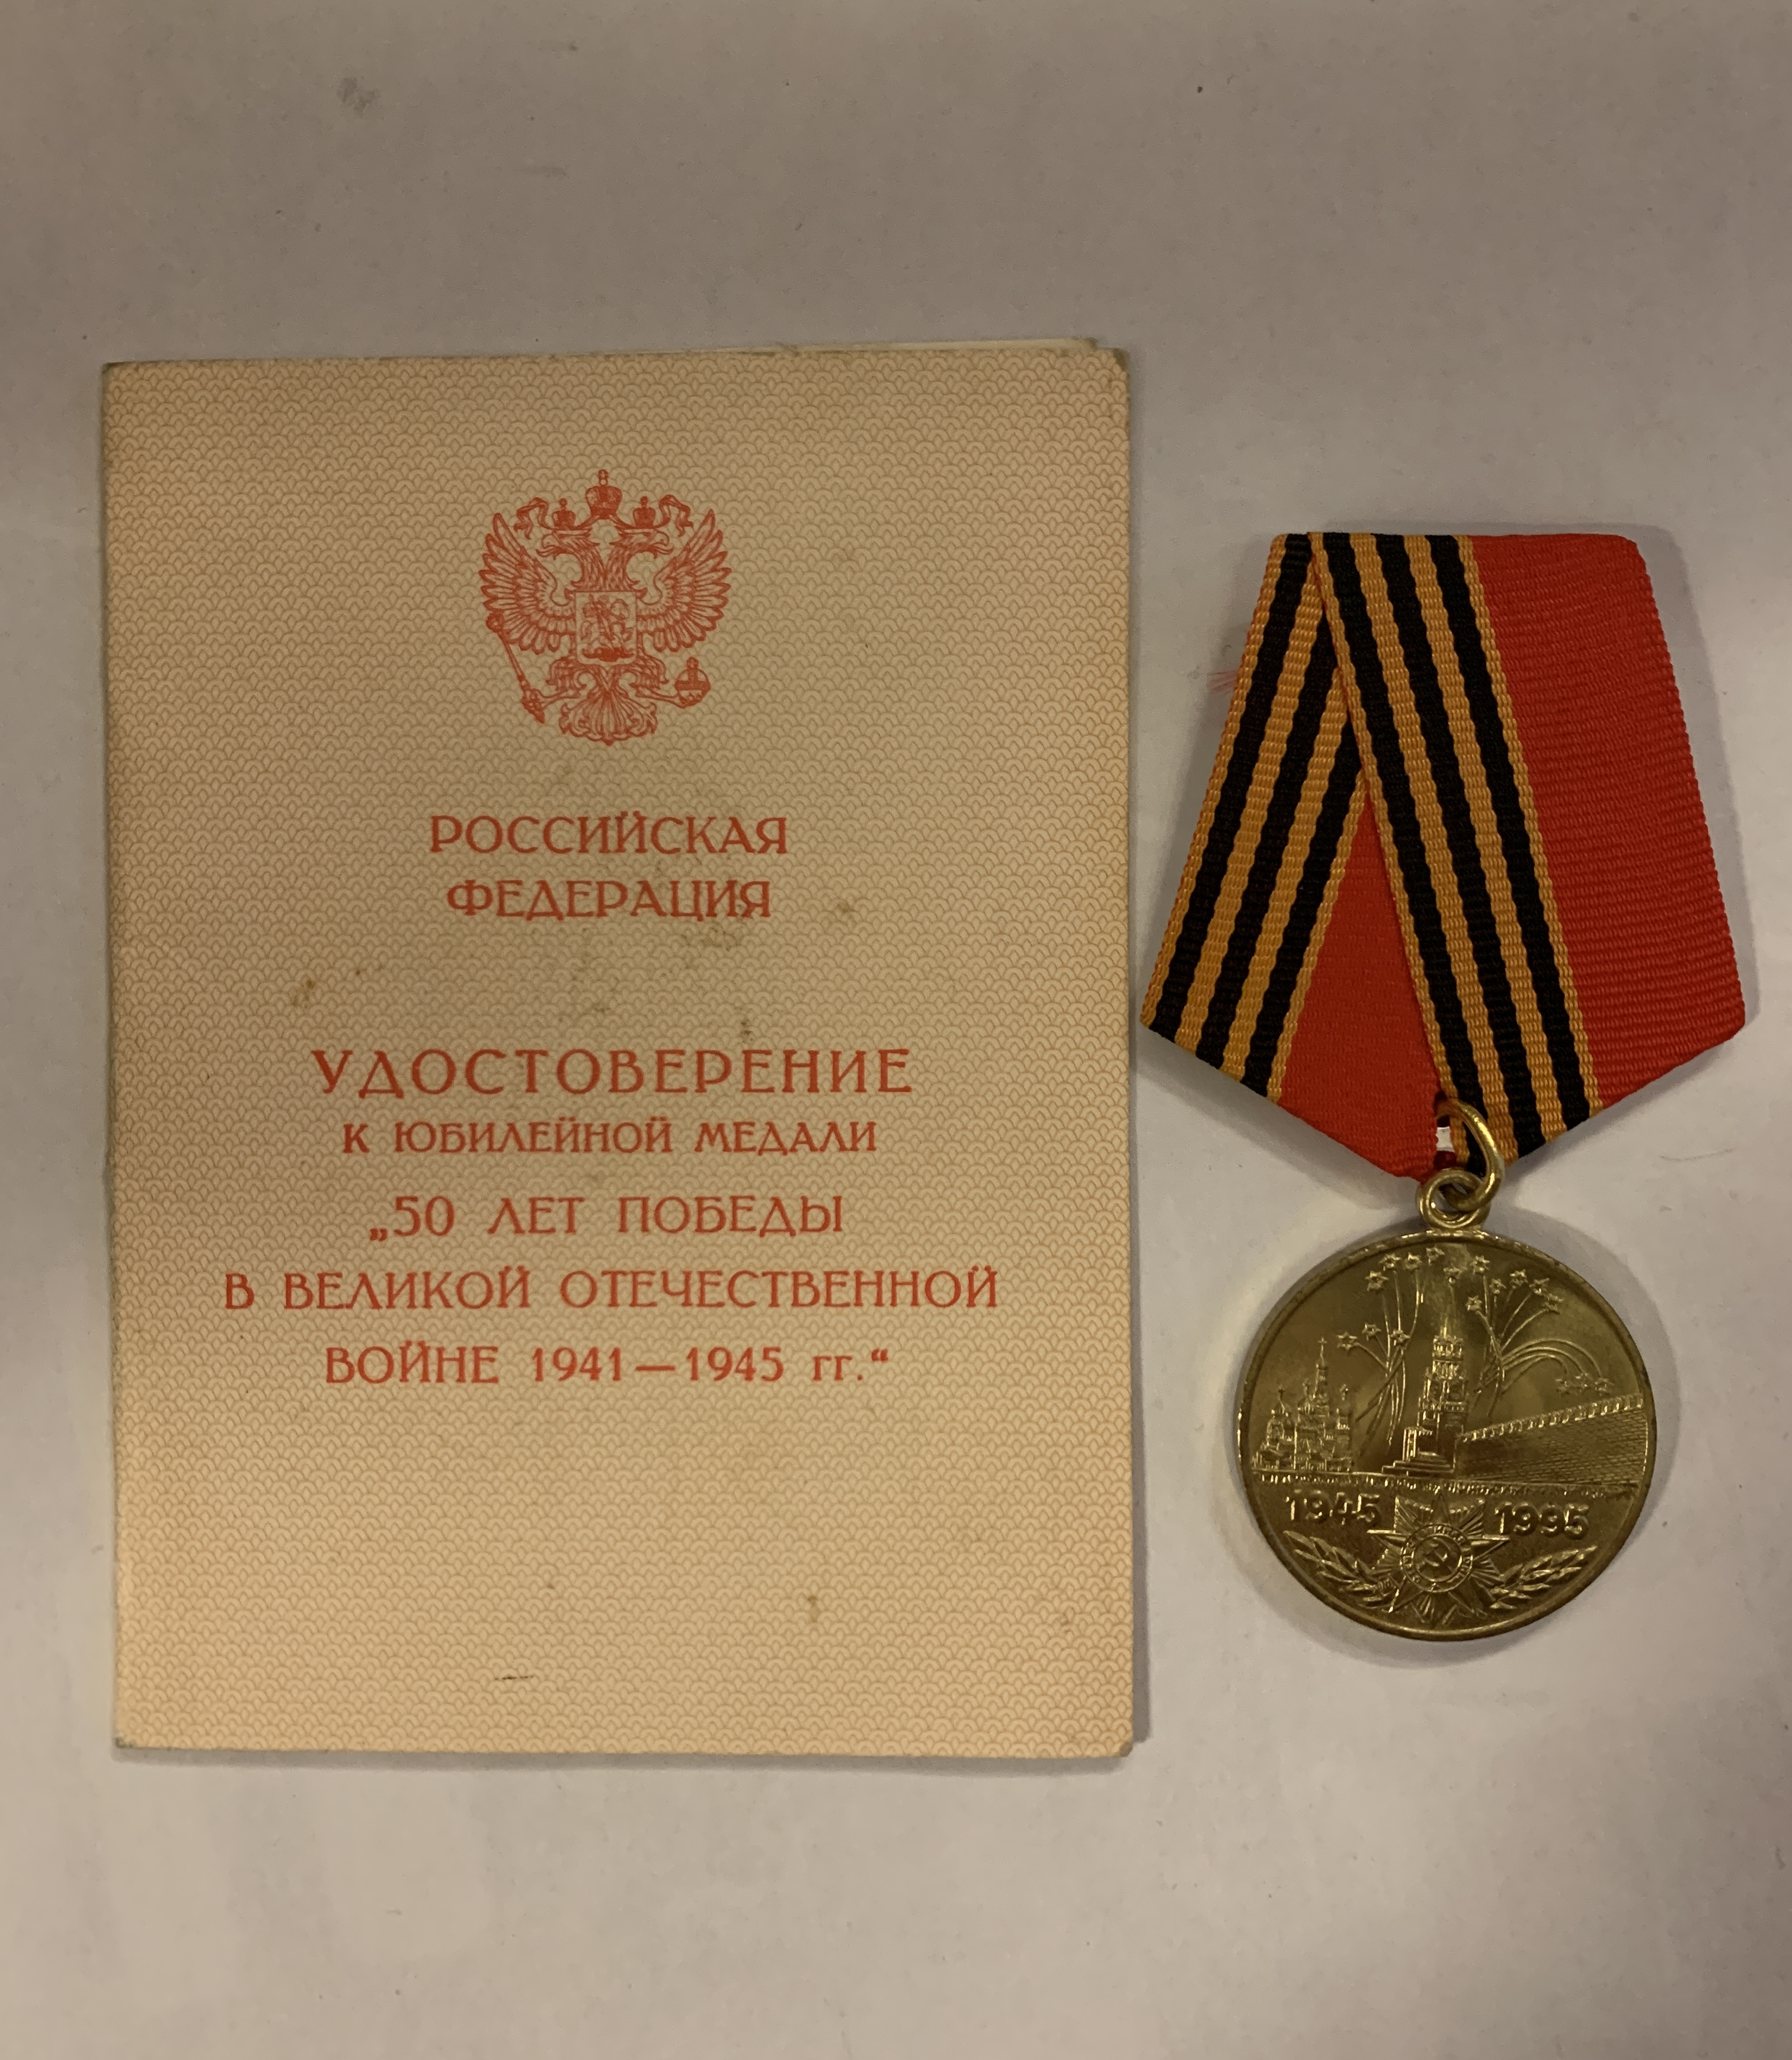 РОССИЙСКАЯ
ФЕДЕРАЦИЯ
УДОСТОВЕРЕНИЕ
К ЮБИЛЕЙНОЙ МЕДАЛИ
„50 ЛЕТ ПОБЕДЫ
В ВЕЛИКОЙ ОТЕЧЕСТВЕННОЙ
ВОЙНЕ 1941—1945 гг.“
1945 1995